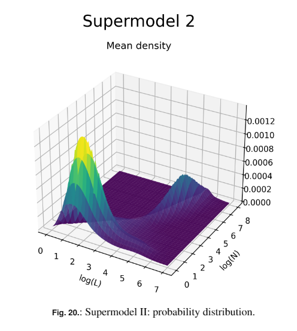 Supermodel 2
Mean density
0.0012
0.0010
0.0008
0.0006
0.0004
0.0002
0.0000
0 1 2 3 4 5 6 7
log(L)
0 1 2 3 4 5 6 7 8
log(N)
Fig. 20.: Supermodel II: probability distribution.